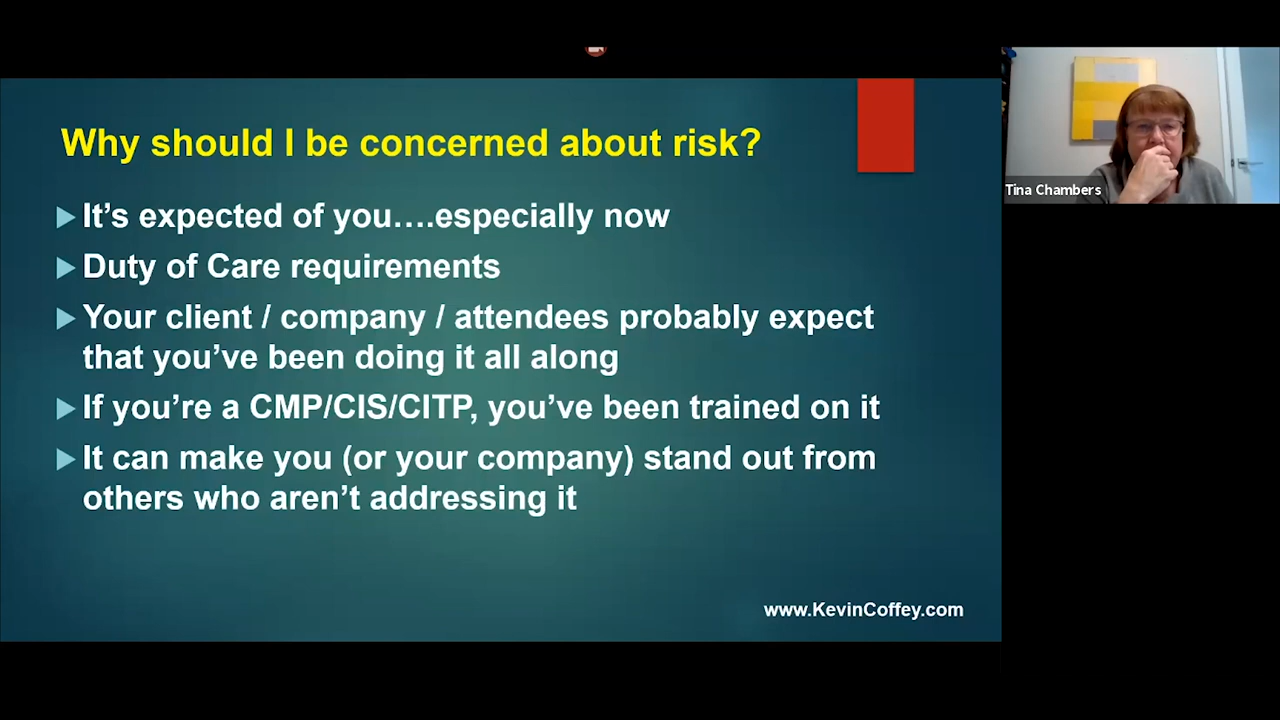 Why should I be concerned about risk?
It’s expected of you….especially now
Duty of Care requirements
Your client / company / attendees probably expect
that you’ve been doing it all along
If you’re a CMP/CIS/CITP, you’ve been trained on it
It can make you (or your company) stand out from
others who aren’t addressing it
www.KevinCoffey.com
Tina Chambers